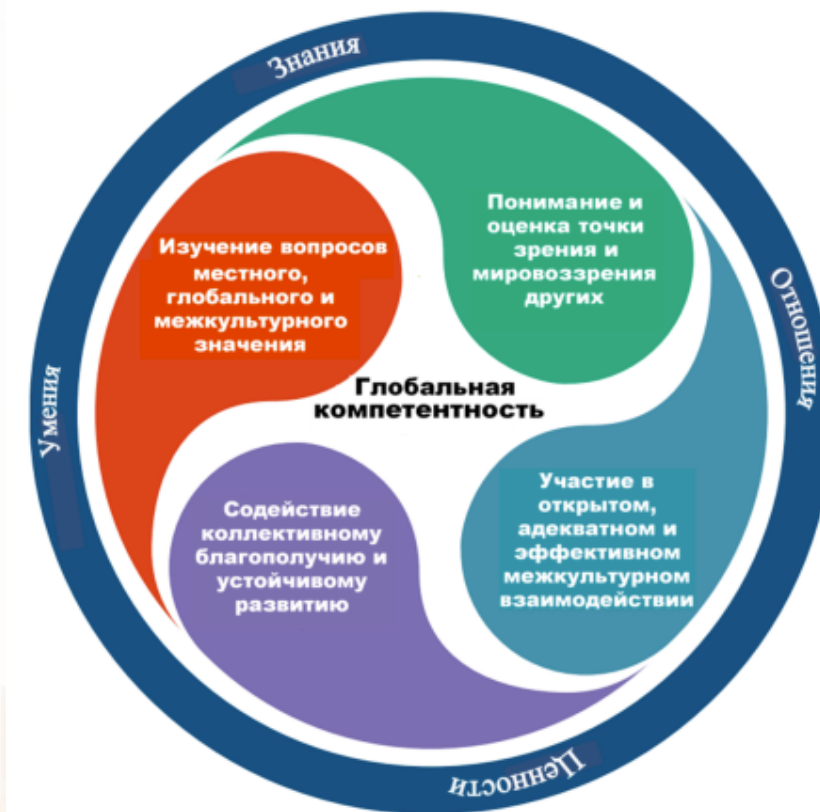 Знания
Понимание и
оценка точки
зрения и
мировоззрения
других
Изучение вопросов
местного,
глобального и
межкультурного
значения
Отношения
Глобальная
компетентность
Умения
Содействие
коллективному
благополучию и
устойчивому
развитию
Участие в
открытом,
адекватном и
эффективном
межкультурном
взаимодействии
Ценности